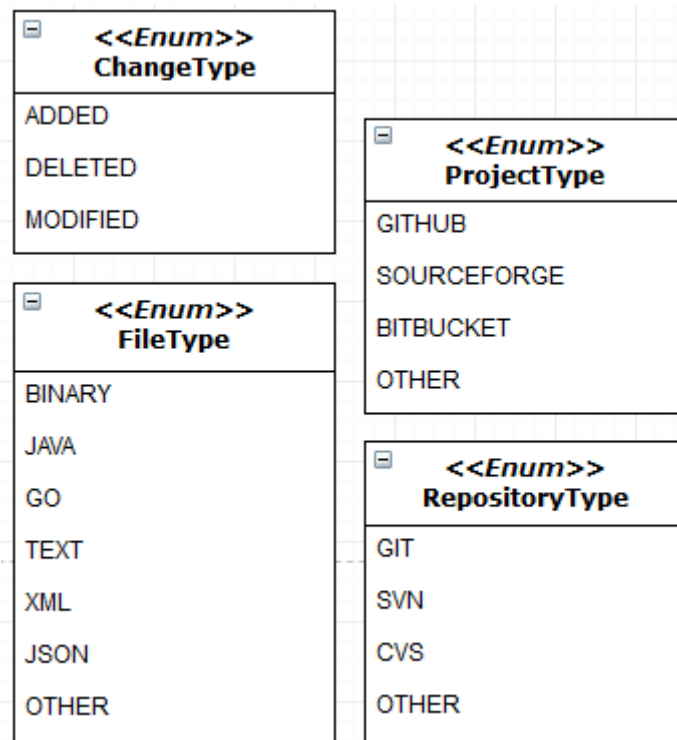 <<Enum>>
ChangeType
ADDED
DELETED
MODIFIED
<<Enum>>
FileType
BINARY
JAVA
GO
TEXT
XML
JSON
OTHER
<<Enum>>
ProjectType
GITHUB
SOURCEFORGE
BITBUCKET
OTHER
<<Enum>>
RepositoryType
GIT
SVN
CVS
OTHER